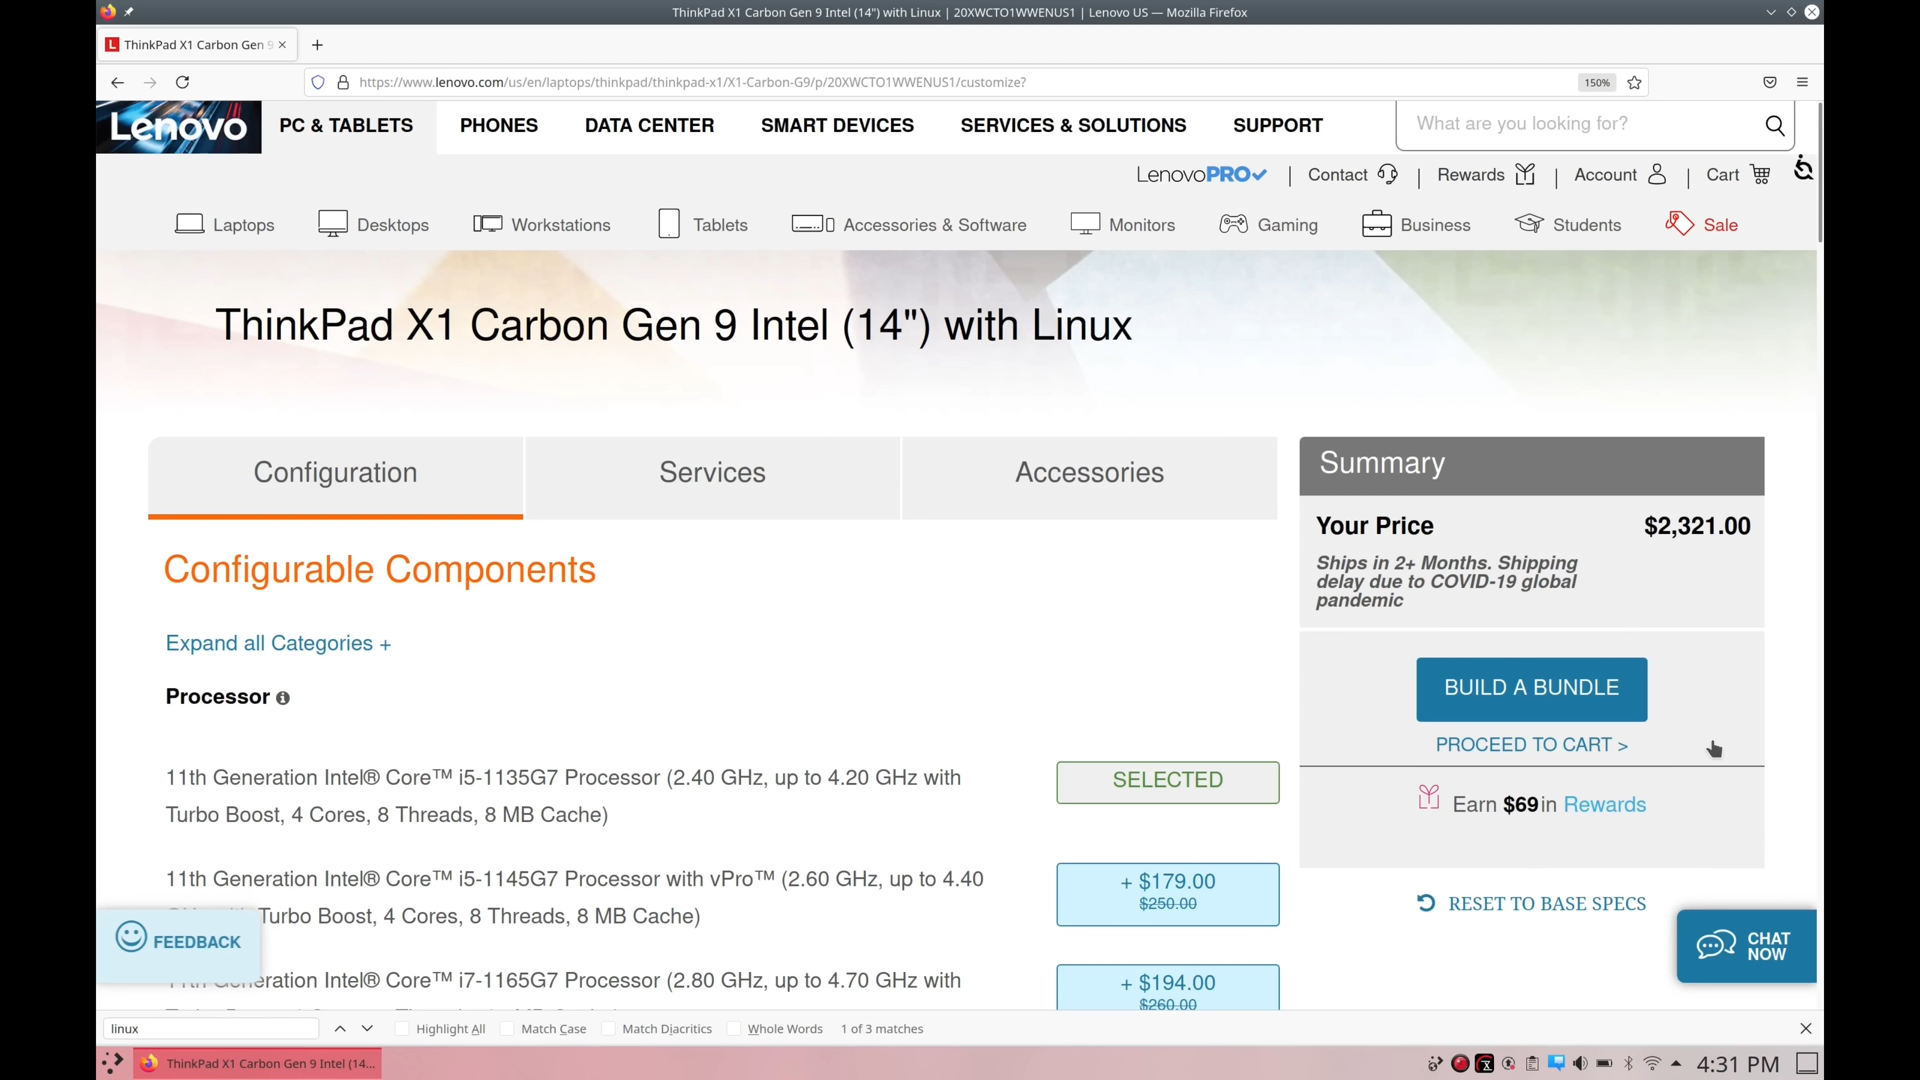 ThinkPad X1 Carbon Gen 9 Intel (14") with Linux | 20XWCTO1WWENUS1 | Lenovo US — Mozilla Firefox
L ThinkPad X1 Carbon Gen 9
https://www.lenovo.com/us/en/laptops/thinkpad/thinkpad-x1/X1-Carbon-G9/p/20XWCTO1WWENUS1/customize?
150%
Lenovo
PC & TABLETS
PHONES
DATA CENTER
SMART DEVICES
SERVICES & SOLUTIONS
SUPPORT
What are you looking for?
LenovoPRO
Contact
Rewards
Account
Cart
Laptops
Desktops
Workstations
Tablets
Accessories & Software
Monitors
Gaming
Business
Students
Sale
ThinkPad X1 Carbon Gen 9 Intel (14") with Linux
Configuration
Services
Accessories
Summary
Your Price $2,321.00
Ships in 2+ Months. Shipping
delay due to COVID-19 global
pandemic
BUILD A BUNDLE
PROCEED TO CART >
Earn $69 in Rewards
RESET TO BASE SPECS
Configurable Components
Expand all Categories +
Processor
11th Generation Intel® Core™ i5-1135G7 Processor (2.40 GHz, up to 4.20 GHz with
Turbo Boost, 4 Cores, 8 Threads, 8 MB Cache)
SELECTED
11th Generation Intel® Core™ i5-1145G7 Processor with vPro™ (2.60 GHz, up to 4.40
Turbo Boost, 4 Cores, 8 Threads, 8 MB Cache)
+ $179.00
$250.00
11th Generation Intel® Core™ i7-1165G7 Processor (2.80 GHz, up to 4.70 GHz with
+ $194.00
$260.00
FEEDBACK
CHAT
NOW
linux
Highlight All
Match Case
Match Diacritics
Whole Words
1 of 3 matches
ThinkPad X1 Carbon Gen 9 Intel (14...
4:31 PM